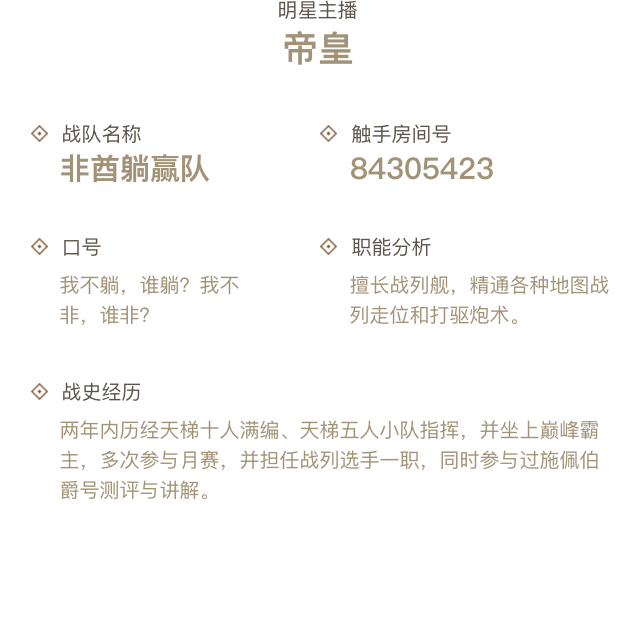 明星主播
帝皇
战队名称
非酋躺赢队
触手房间号
84305423
口号
我不躺，谁躺？我不
非，谁非？
职能分析
擅长战列舰，精通各种地图战
列走位和打驱炮术。
战史经历
两年内历经天梯十人满编、天梯五人小队指挥，并坐上巅峰霸
主，多次参与月赛，并担任战列选手一职，同时参与过施佩伯
爵号测评与讲解。